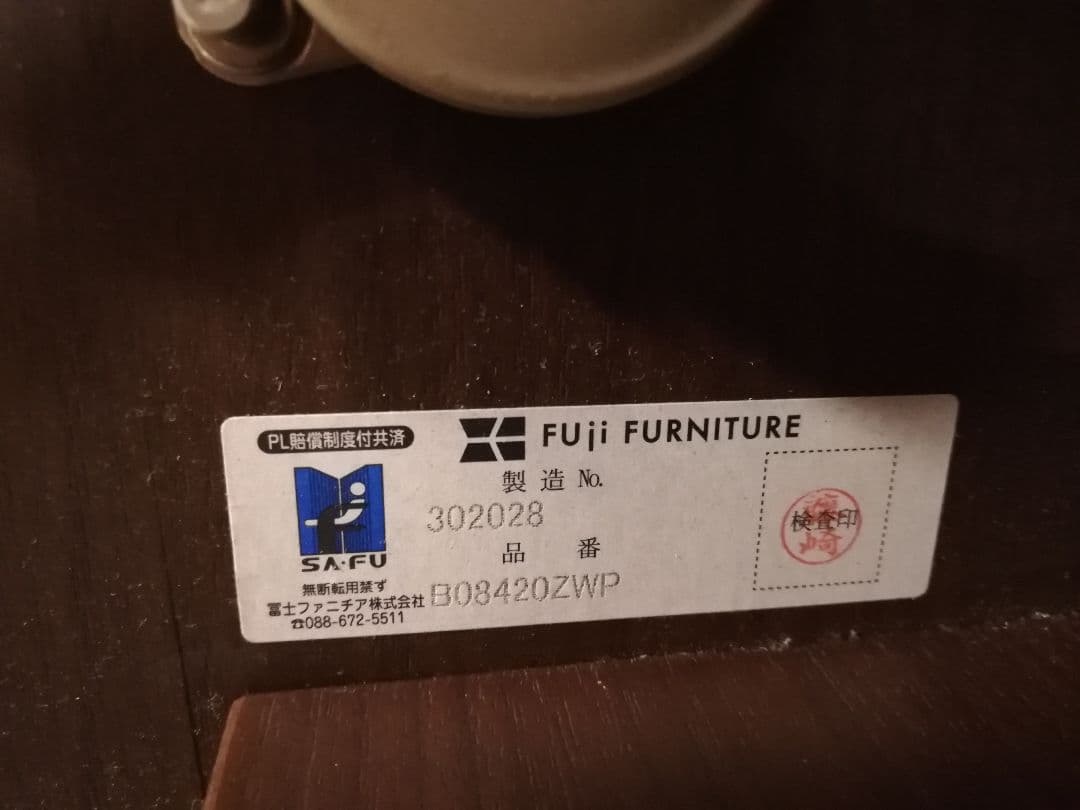 PL賠償制度付共済
FUji FURNITURE
製造 No.
302028
品番
B08420ZWP
SA・FU
無断転用禁ず
冨士ファニチア株式会社
☎088-672-5511
検査印